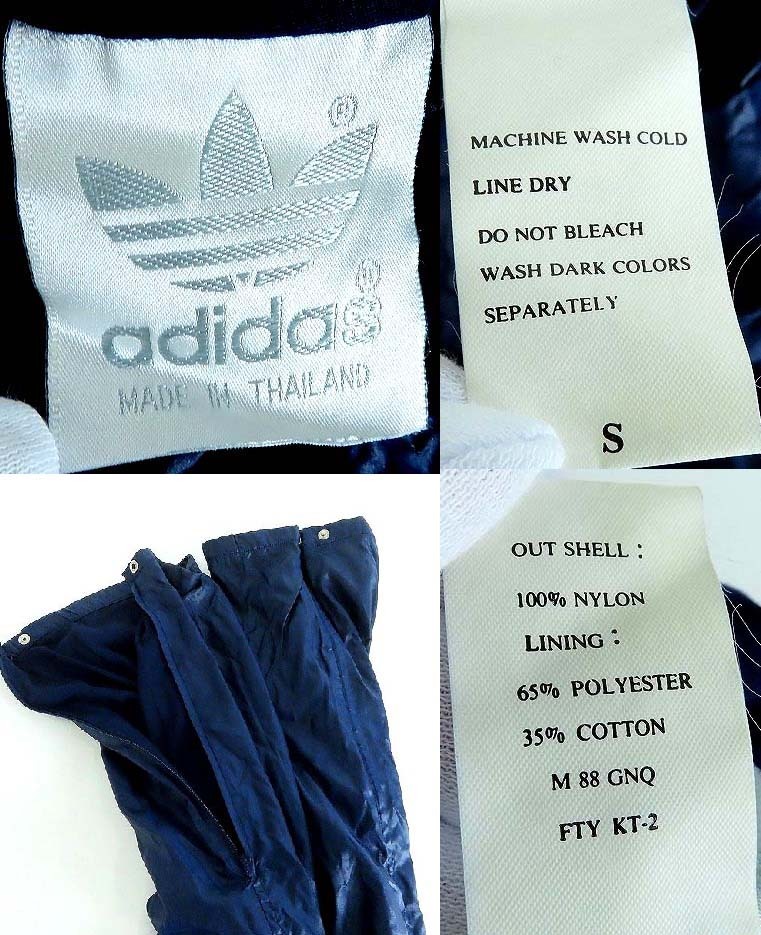 ®
adidas®
MADE IN THAILAND
MACHINE WASH COLD
LINE DRY
DO NOT BLEACH
WASH DARK COLORS
SEPARATELY
S
OUT SHELL :
100% NYLON
LINING :
65% POLYESTER
35% COTTON
M 88 GNQ
FTY KT-2